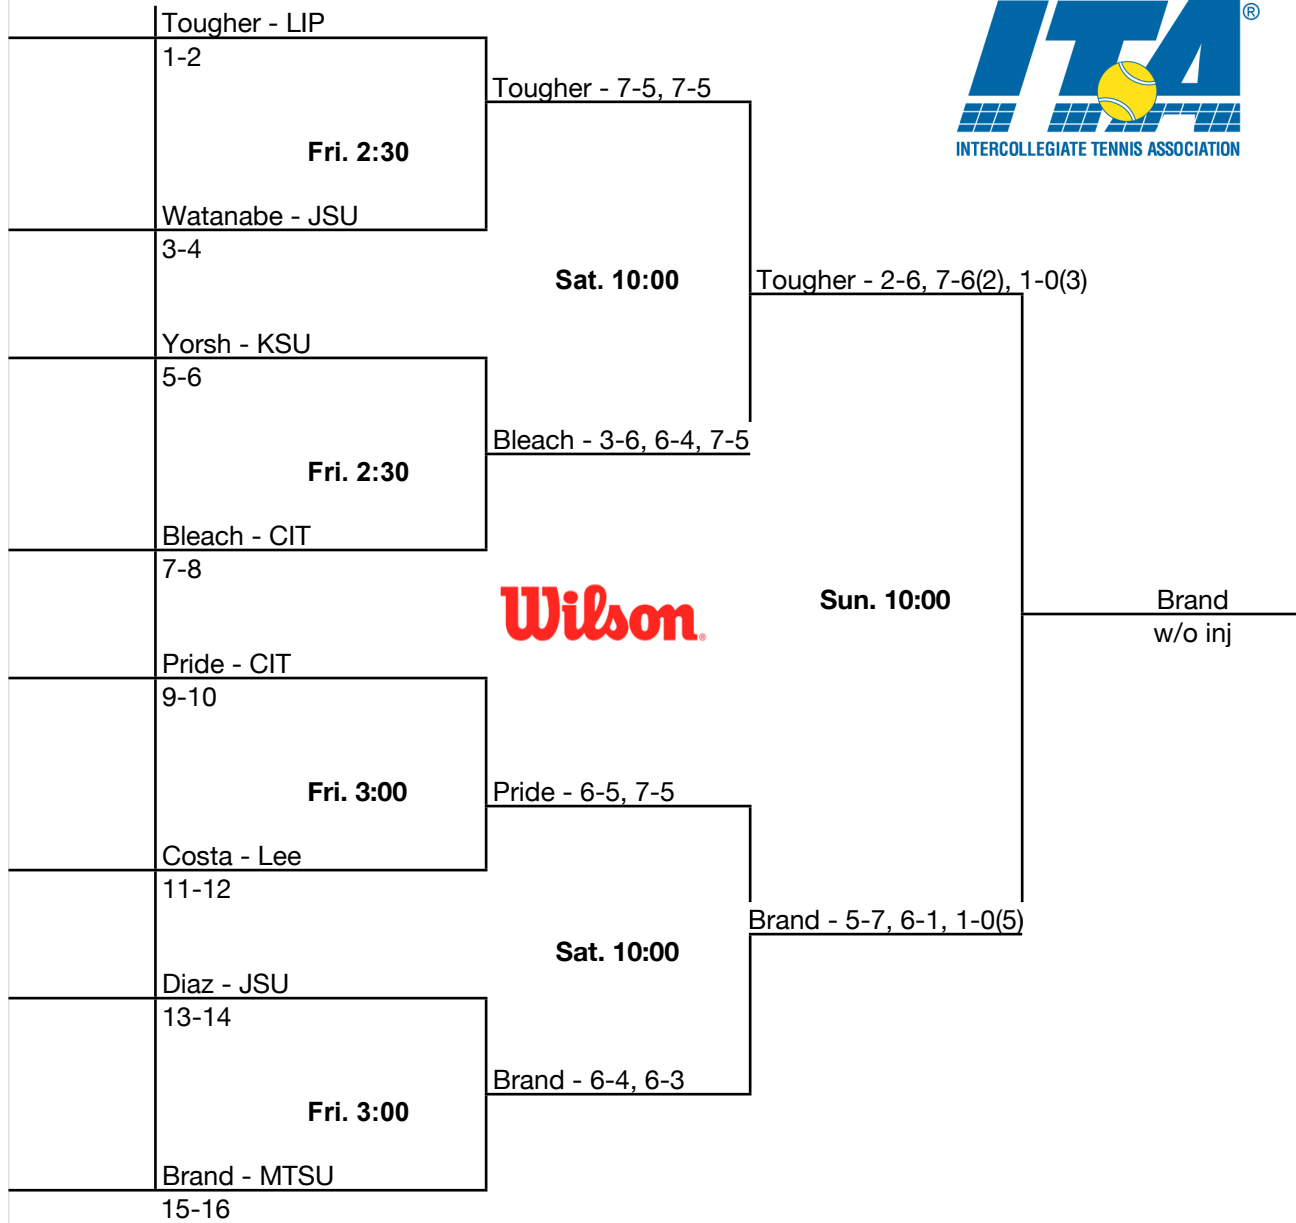 Tougher - LIP
1-2
Tougher - 7-5, 7-5
Fri. 2:30
Watanabe - JSU
3-4
Sat. 10:00
Tougher - 2-6, 7-6(2), 1-0(3)
Yorsh - KSU
5-6
Bleach - 3-6, 6-4, 7-5
Fri. 2:30
Bleach - CIT
7-8
Wilson®
Sun. 10:00
Brand
w/o inj
Pride - CIT
9-10
Fri. 3:00
Pride - 6-5, 7-5
Costa - Lee
11-12
Brand - 5-7, 6-1, 1-0(5)
Sat. 10:00
Diaz - JSU
13-14
Brand - 6-4, 6-3
Fri. 3:00
Brand - MTSU
15-16
ITA®
INTERCOLLEGIATE TENNIS ASSOCIATION